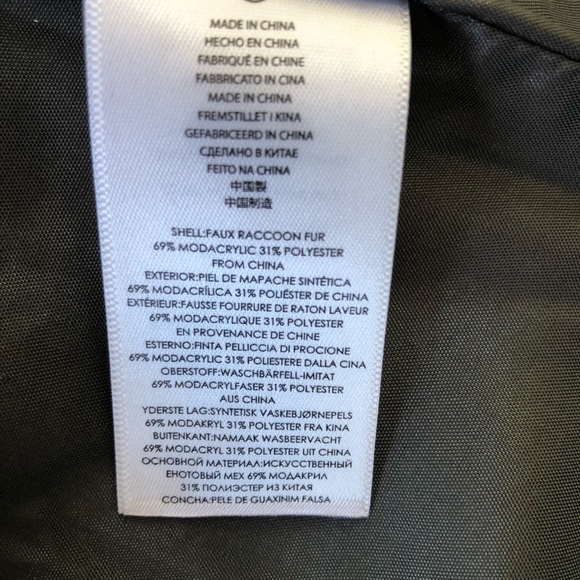 MADE IN CHINA
HECHO EN CHINA
FABRIQUÉ EN CHINE
FABBRICATO IN CINA
MADE IN CHINA
FREMSTILLET I KINA
GEFABRICEERD IN CHINA
СДЕЛАНО В КИТАЕ
FEITO NA CHINA
中国製
中国制造
SHELL:FAUX RACCOON FUR
69% MODACRYLIC 31% POLYESTER
FROM CHINA
EXTERIOR:PIEL DE MAPACHE SINTÉTICA
69% MODACRÍLICA 31% POLIÉSTER DE CHINA
EXTÉRIEUR:FAUSSE FOURRURE DE RATON LAVEUR
69% MODACRYLIQUE 31% POLYESTER
EN PROVENANCE DE CHINE
ESTERNO:FINTA PELLICCIA DI PROCIONE
69% MODACRYLIC 31% POLIESTERE DALLA CINA
OBERSTOFF:WASCHBÄRFELL-IMITAT
69% MODACRYLFASER 31% POLYESTER
AUS CHINA
YDERSTE LAG:SYNTETISK VASKEBJØRNEPELS
69% MODAKRYL 31% POLYESTER FRA KINA
BUITENKANT:NAMAAK WASBEERVACHT
69% MODACRYL 31% POLYESTER UIT CHINA
ОСНОВНОЙ МАТЕРИАЛ:ИСКУССТВЕННЫЙ
ЕНОТОВЫЙ МЕХ 69% МОДАКРИЛ
31% ПОЛИЭСТЕР ИЗ КИТАЯ
CONCHA:PELE DE GUAXINIM FALSA